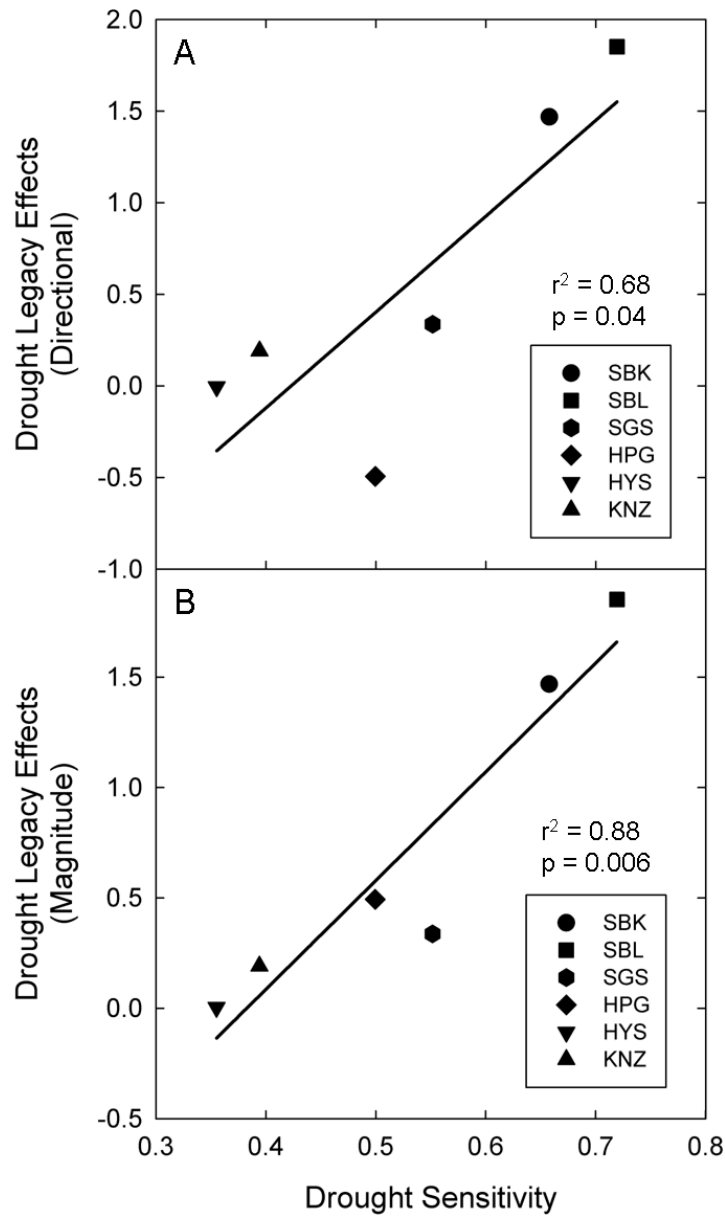 A
2.0
1.5
1.0
0.5
0.0
-0.5
-1.0
Drought Legacy Effects
(Directional)
r² = 0.68
p = 0.04
SBK
SBL
SGS
HPG
HYS
KNZ
B
1.5
1.0
0.5
0.0
-0.5
Drought Legacy Effects
(Magnitude)
r² = 0.88
p = 0.006
SBK
SBL
SGS
HPG
HYS
KNZ
0.3 0.4 0.5 0.6 0.7 0.8
Drought Sensitivity